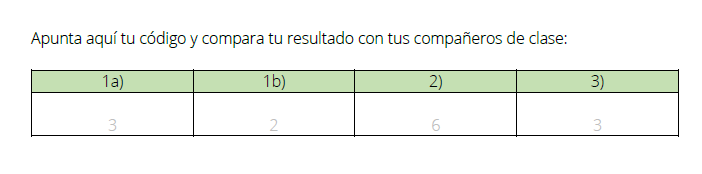 Apunta aquí tu código y compara tu resultado con tus compañeros de clase:
1a) 1b) 2) 3)
3 2 6 3